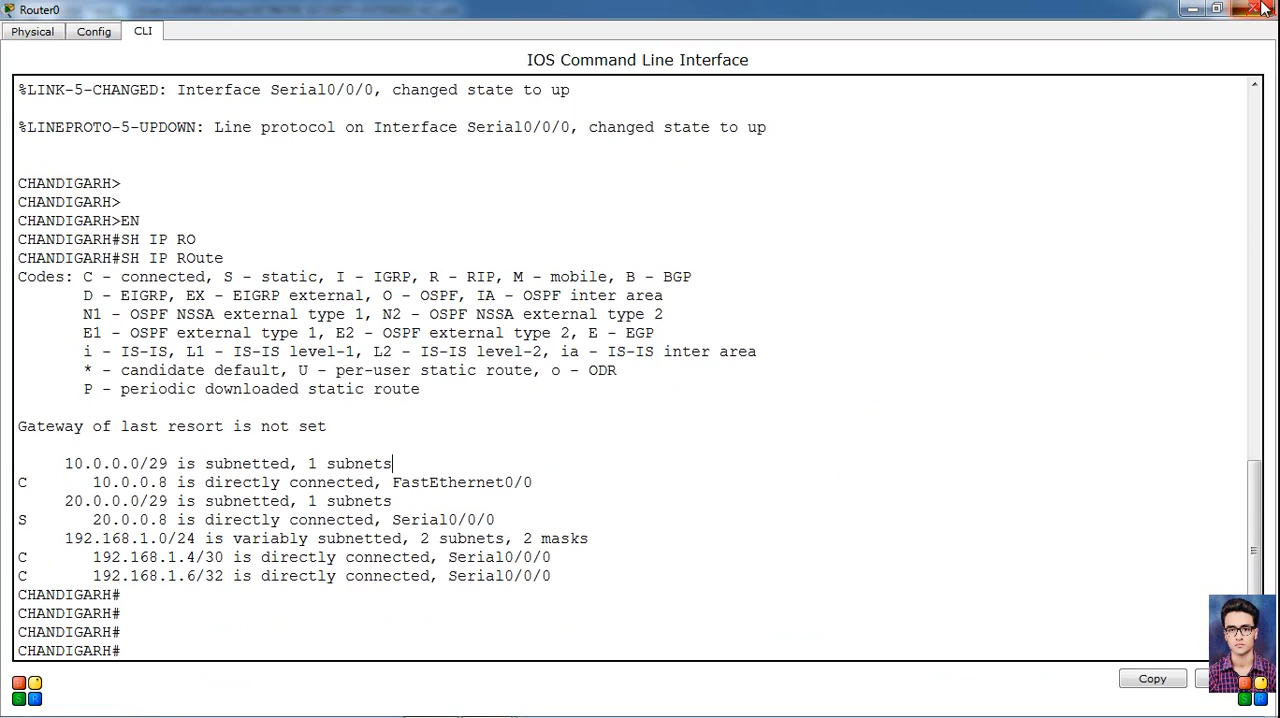 Router0
Physical Config CLI
IOS Command Line Interface
%LINK-5-CHANGED: Interface Serial0/0/0, changed state to up
%LINEPROTO-5-UPDOWN: Line protocol on Interface Serial0/0/0, changed state to up
CHANDIGARH>
CHANDIGARH>
CHANDIGARH>EN
CHANDIGARH#SH IP RO
CHANDIGARH#SH IP ROute
Codes: C - connected, S - static, I - IGRP, R - RIP, M - mobile, B - BGP
D - EIGRP, EX - EIGRP external, O - OSPF, IA - OSPF inter area
N1 - OSPF NSSA external type 1, N2 - OSPF NSSA external type 2
E1 - OSPF external type 1, E2 - OSPF external type 2, E - EGP
i - IS-IS, L1 - IS-IS level-1, L2 - IS-IS level-2, ia - IS-IS inter area
* - candidate default, U - per-user static route, o - ODR
P - periodic downloaded static route
Gateway of last resort is not set
10.0.0.0/29 is subnetted, 1 subnets
C 10.0.0.8 is directly connected, FastEthernet0/0
20.0.0.0/29 is subnetted, 1 subnets
S 20.0.0.8 is directly connected, Serial0/0/0
192.168.1.0/24 is variably subnetted, 2 subnets, 2 masks
C 192.168.1.4/30 is directly connected, Serial0/0/0
C 192.168.1.6/32 is directly connected, Serial0/0/0
CHANDIGARH#
CHANDIGARH#
CHANDIGARH#
CHANDIGARH#
Copy